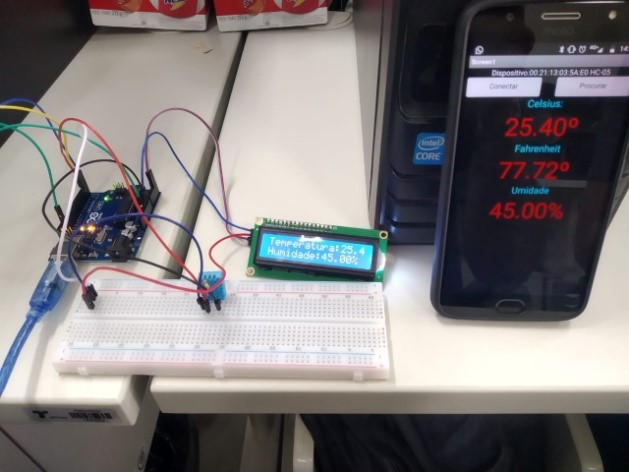 Screen1
Dispositivo:00:21:13:03:5A:E0 HC-05
Conectar
Procurar
Celsius:
25.40º
Fahrenheit
77.72º
Umidade
45.00%
Temperatura:25.4
Humidade:45.00%
intel
CORE